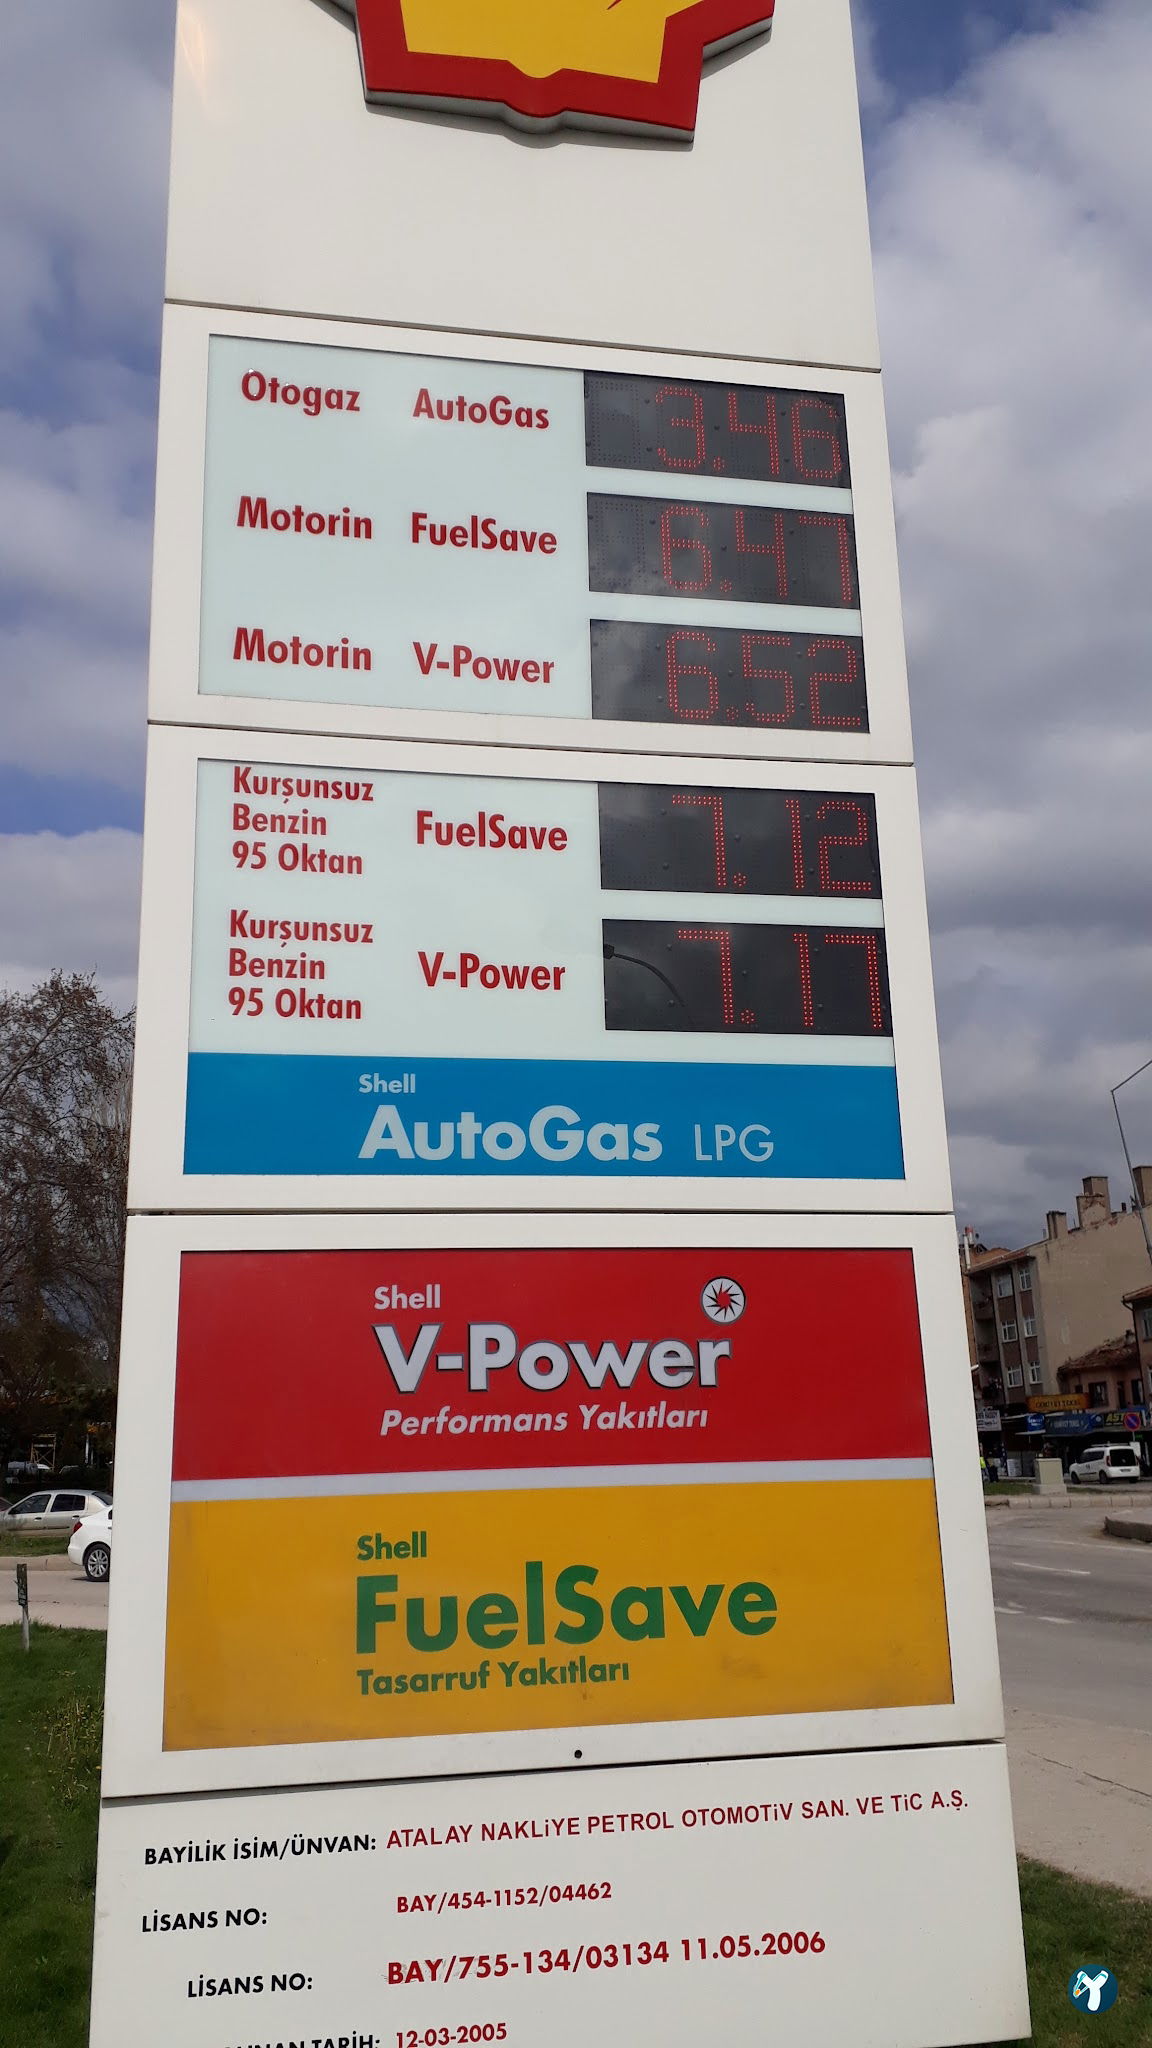 Otogaz AutoGas 3.46
Motorin FuelSave 6.47
Motorin V-Power 6.52
Kurşunsuz
Benzin FuelSave 7.12
95 Oktan
Kurşunsuz
Benzin V-Power 7.17
95 Oktan
Shell
AutoGas LPG
Shell
V-Power
Performans Yakıtları
Shell
FuelSave
Tasarruf Yakıtları
BAYİLİK İSİM/ÜNVAN: ATALAY NAKLİYE PETROL OTOMOTİV SAN. VE TİC A.Ş.
LİSANS NO: BAY/454-1152/04462
LİSANS NO: BAY/755-134/03134 11.05.2006
TARİH: 12-03-2005